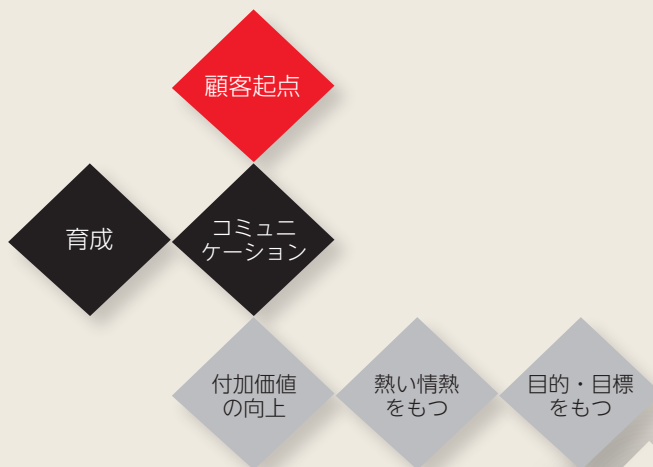 顧客起点
育成
コミュニ
ケーション
付加価値
の向上
熱い情熱
をもつ
目的・目標
をもつ